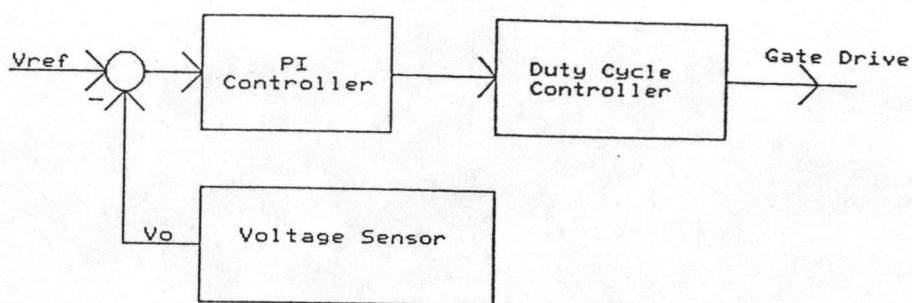 Vref
PI
Controller
Duty Cycle
Controller
Gate Drive
-
Vo
Voltage Sensor